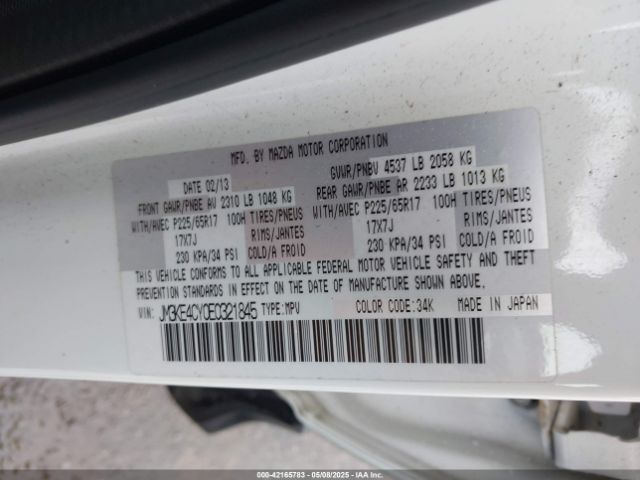 MFD. BY MAZDA MOTOR CORPORATION
DATE 02/13 GVWR/PNBV 4537 LB 2058 KG
FRONT GAWR/PNBE AV 2310 LB 1048 KG REAR GAWR/PNBE AR 2233 LB 1013 KG
WITH/AVEC P225/65R17 100H TIRES/PNEUS WITH/AVEC P225/65R17 100H TIRES/PNEUS
17X7J RIMS/JANTES 17X7J RIMS/JANTES
230 KPA/34 PSI COLD/A FROID 230 KPA/34 PSI COLD/A FROID
THIS VEHICLE CONFORMS TO ALL APPLICABLE FEDERAL MOTOR VEHICLE SAFETY AND THEFT
PREVENTION STANDARDS IN EFFECT ON THE DATE OF MANUFACTURE SHOWN ABOVE.
JM3KE4CY0E0321845 TYPE:MPV COLOR CODE:34K MADE IN JAPAN
000-42165783 - 05/08/2025 - IAAI.COM